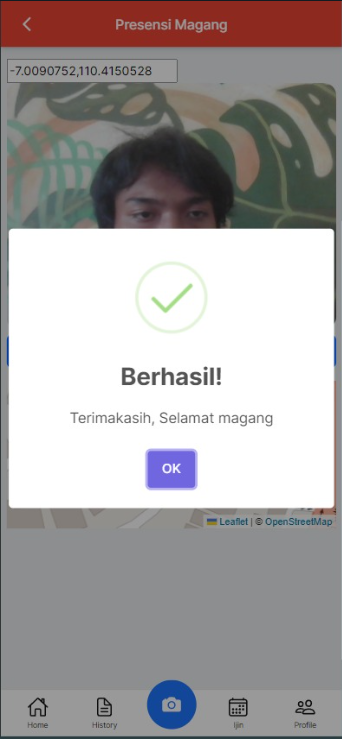 Presensi Magang
-7.0090752,110.4150528
Berhasil!
Terimakasih, Selamat magang
OK
Leaflet | © OpenStreetMap
Home
History
Ijin
Profile